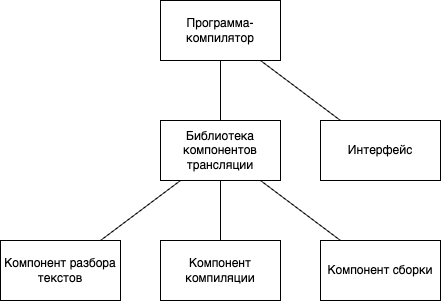 Программа-
компилятор
Библиотека
компонентов
трансляции
Интерфейс
Компонент разбора
текстов
Компонент
компиляции
Компонент сборки